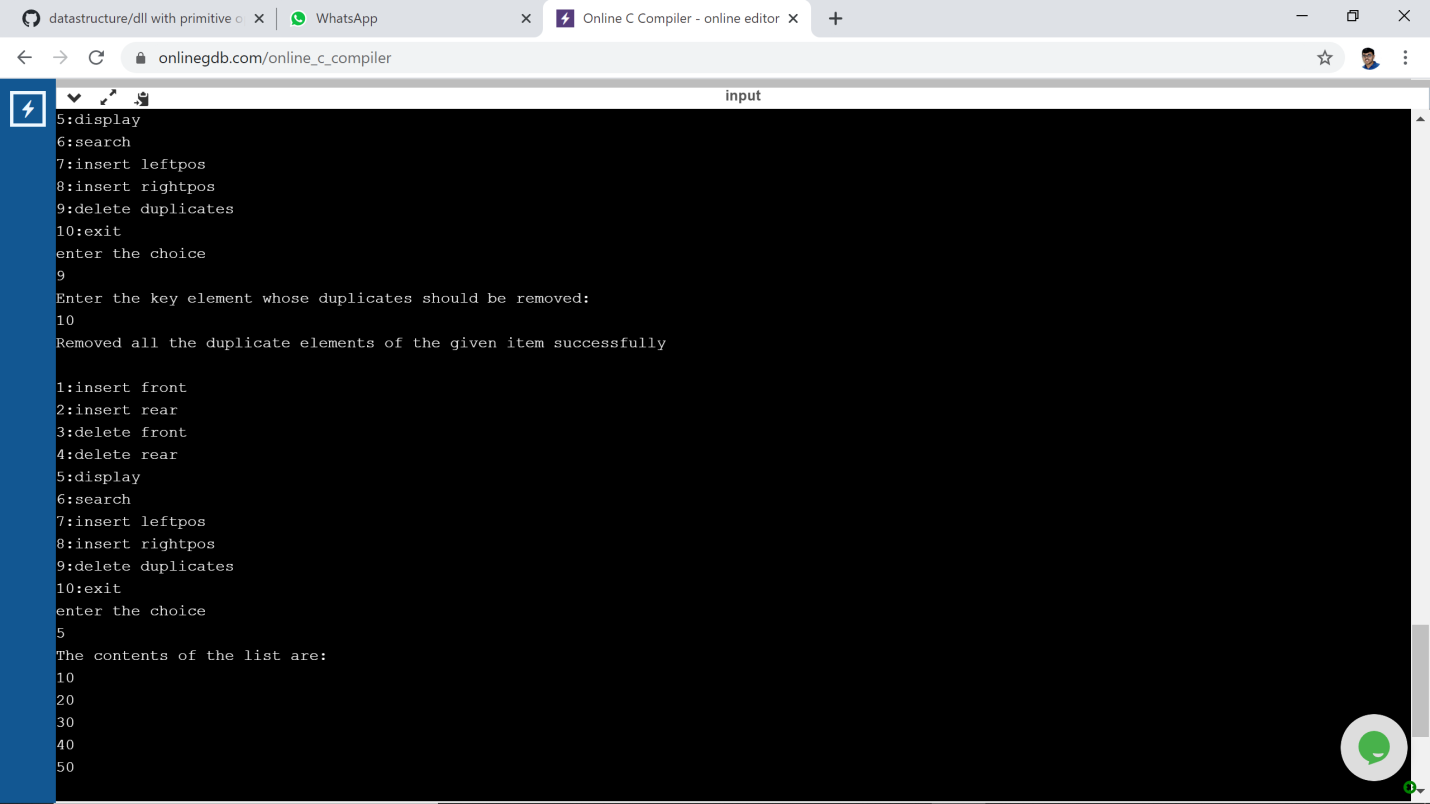 datastructure/dll with primitive o
WhatsApp
Online C Compiler - online editor
onlinegdb.com/online_c_compiler
input
5:display
6:search
7:insert leftpos
8:insert rightpos
9:delete duplicates
10:exit
enter the choice
9
Enter the key element whose duplicates should be removed:
10
Removed all the duplicate elements of the given item successfully
1:insert front
2:insert rear
3:delete front
4:delete rear
5:display
6:search
7:insert leftpos
8:insert rightpos
9:delete duplicates
10:exit
enter the choice
5
The contents of the list are:
10
20
30
40
50